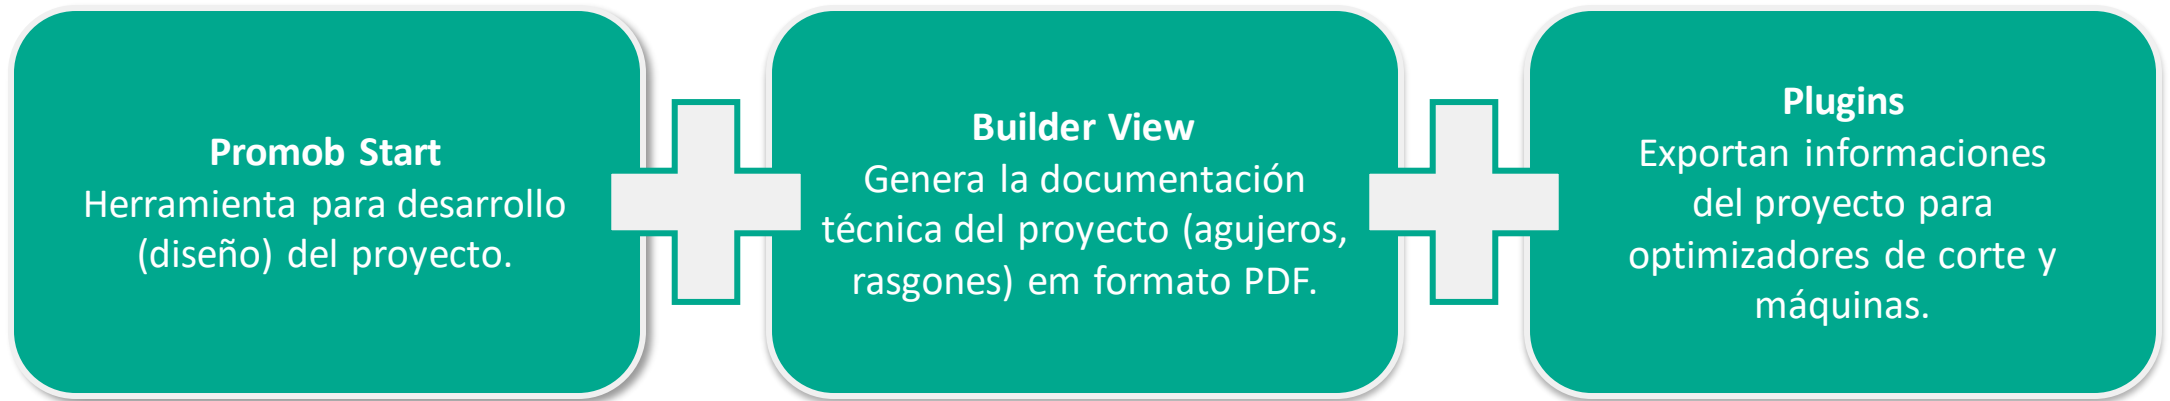 Promob Start
Herramienta para desarrollo
(diseño) del proyecto.
Builder View
Genera la documentación
técnica del proyecto (agujeros,
rasgones) em formato PDF.
Plugins
Exportan informaciones
del proyecto para
optimizadores de corte y
máquinas.